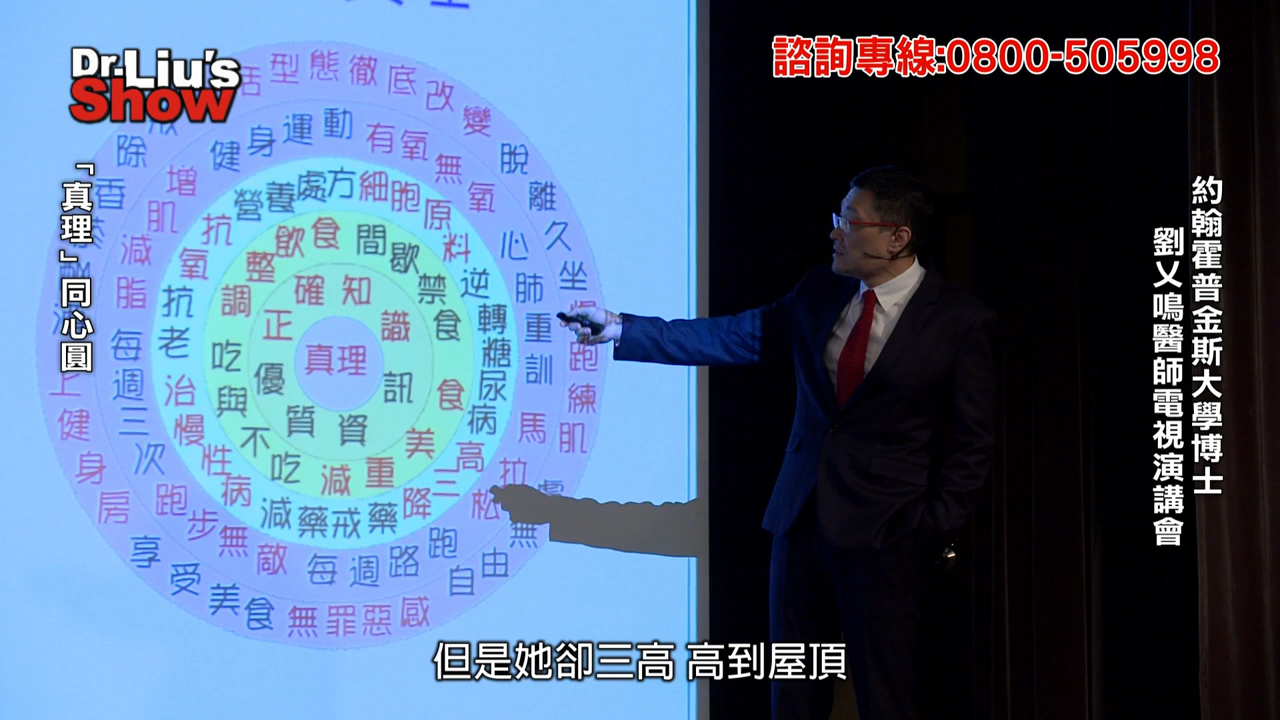 Dr. Liu's
Show
諮詢專線:0800-505998
約翰霍普金斯大學博士
劉乂鳴醫師電視演講會
「真理」同心圓
真理
正確知識
優質資訊
調整飲食
間歇禁食
吃與不吃
減重美食
抗氧抗老
營養處方
細胞原料
逆轉糖尿病
治慢性病
減藥戒藥
降三高
健身運動
有氧無氧
心肺重訓
馬拉松
減脂增肌
每週三次
跑步無敵
每週路跑
型態徹底改變
脫離久坐
跑練肌
上健身房
享受美食
無罪惡感
自由
但是她卻三高 高到屋頂